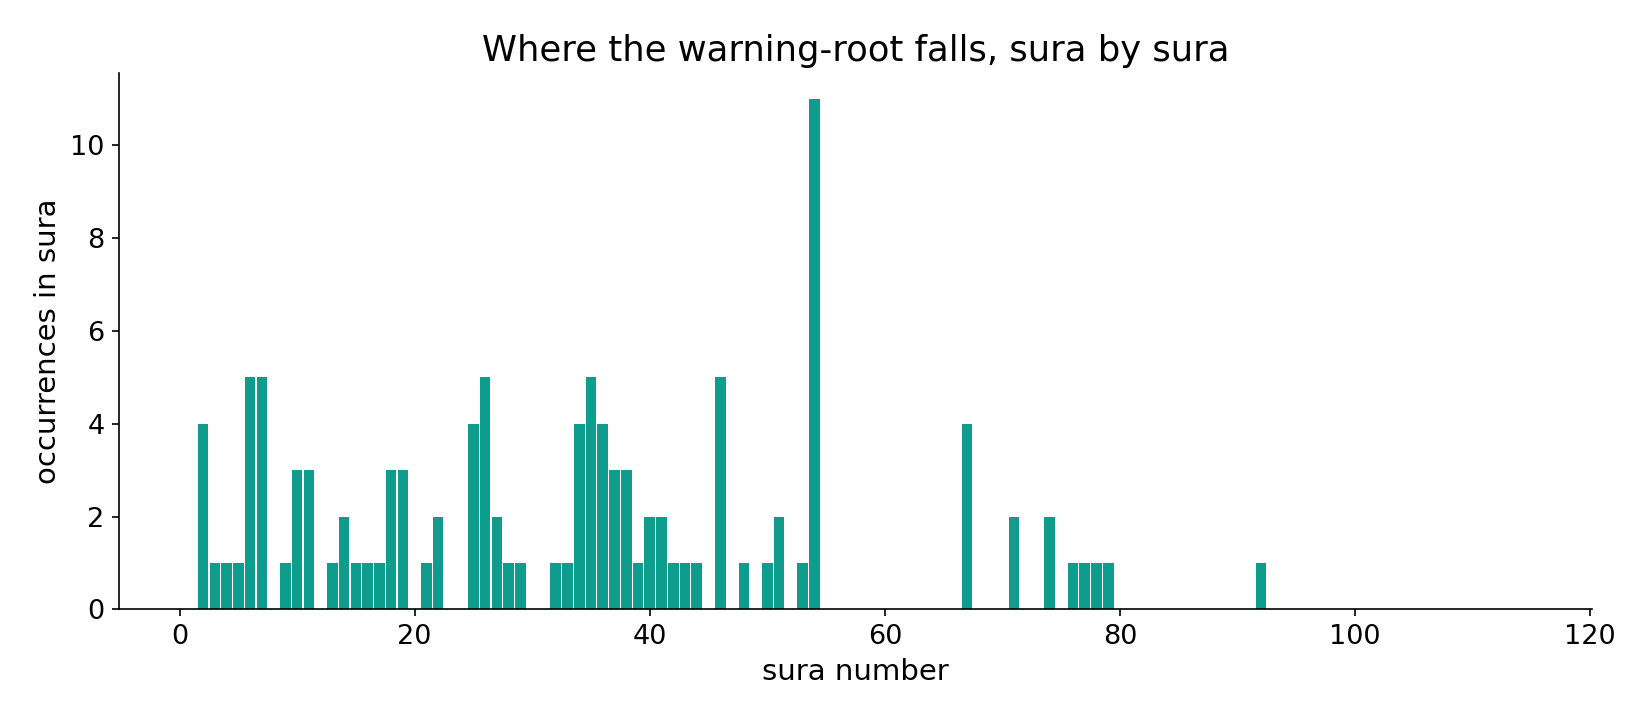 Where the warning-root falls, sura by sura
occurrences in sura
10
8
6
4
2
0
0 20 40 60 80 100 120
sura number